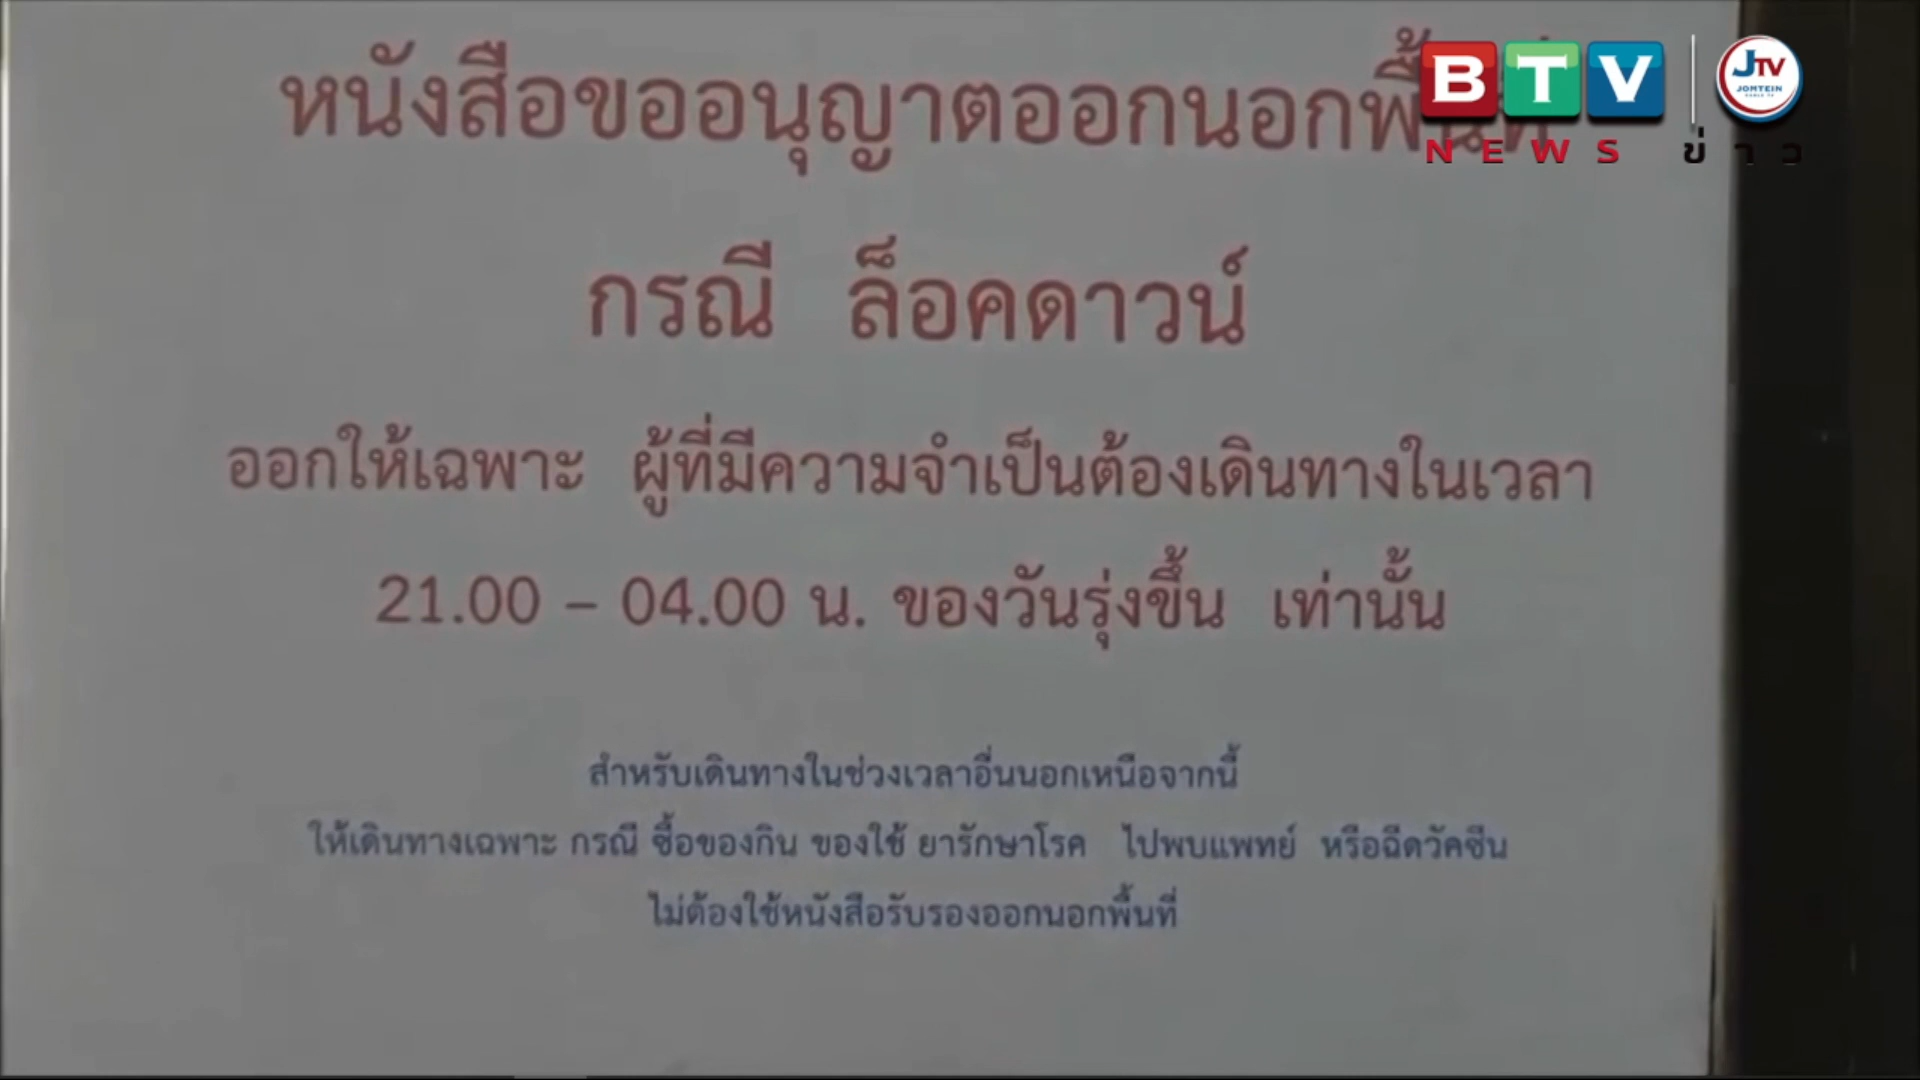 หนังสือขออนุญาตออกนอกพื้นที่
BTV
JTV
JOMTEIN
NEWS ข่าว
กรณี ล็อคดาวน์
ออกให้เฉพาะ ผู้ที่มีความจำเป็นต้องเดินทางในเวลา
21.00 – 04.00 น. ของวันรุ่งขึ้น เท่านั้น
สำหรับเดินทางในช่วงเวลาอื่นนอกเหนือจากนี้
ให้เดินทางเฉพาะ กรณี ซื้อของกิน ของใช้ ยารักษาโรค ไปพบแพทย์ หรือฉีดวัคซีน
ไม่ต้องใช้หนังสือรับรองออกนอกพื้นที่